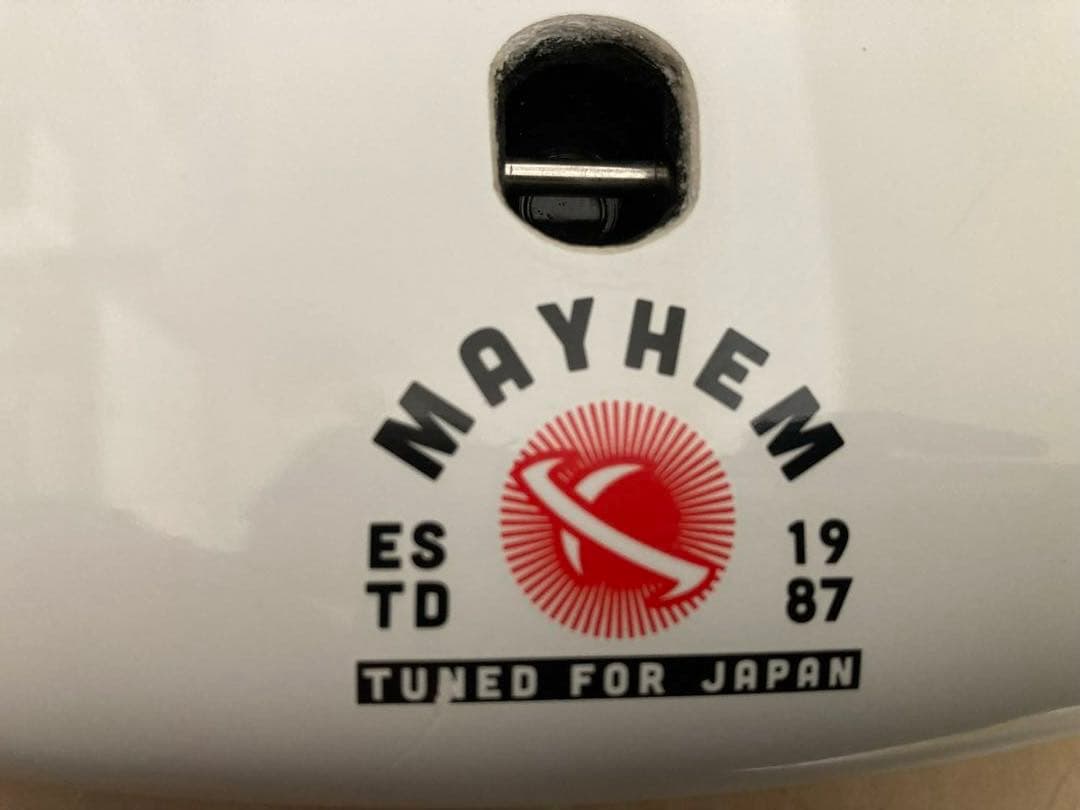 MAYHEM
ES 19
TD 87
TUNED FOR JAPAN